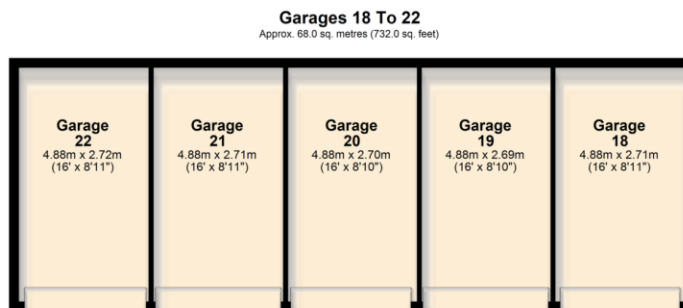 Garages 18 To 22
Approx. 68.0 sq. metres (732.0 sq. feet)
Garage
22
4.88m x 2.72m
(16' x 8'11")
Garage
21
4.88m x 2.71m
(16' x 8'11")
Garage
20
4.88m x 2.70m
(16' x 8'10")
Garage
19
4.88m x 2.69m
(16' x 8'10")
Garage
18
4.88m x 2.71m
(16' x 8'11")